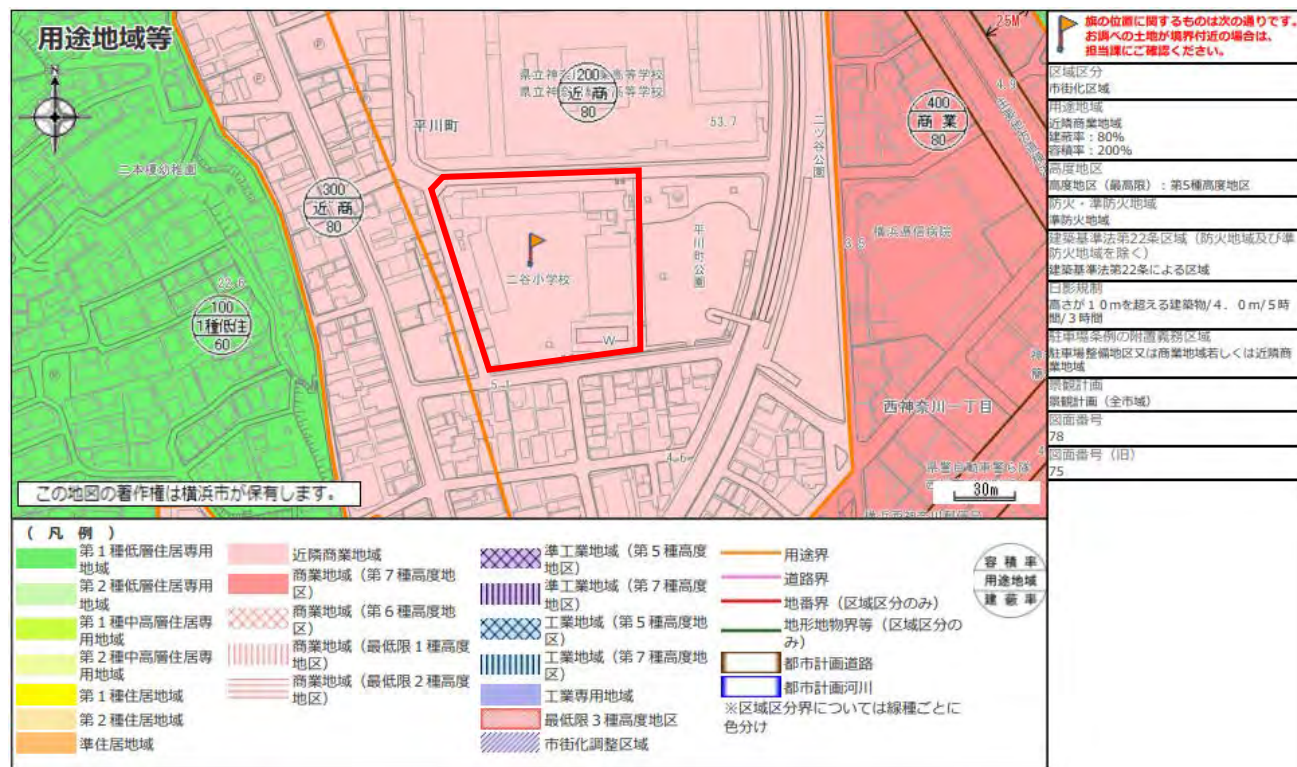 用途地域等
N
県立神奈川工業高等学校
県立神奈川
高等学校
200
近商
80
平川町
53.7
二ツ谷公園
400
商業
80
25M
4.9
二本榎幼稚園
300
近商
80
二谷小学校
平川町公園
3.5
横浜逓信病院
22.6
100
1種低住
60
W
5.1
西神奈川一丁目
4.6
県警自動車警ら隊
30m
この地図の著作権は横浜市が保有します。
旗の位置に関するものは次の通りです。
お調べの土地が境界付近の場合は、
担当課にご確認ください。
区域区分
市街化区域
用途地域
近隣商業地域
建蔽率：80%
容積率：200%
高度地区
高度地区（最高限）：第5種高度地区
防火・準防火地域
準防火地域
建築基準法第22条区域（防火地域及び準
防火地域を除く）
建築基準法第22条による区域
日影規制
高さが１０ｍを超える建築物/4．0ｍ/５時
間/３時間
駐車場条例の附置義務区域
駐車場整備地区又は商業地域若しくは近隣商
業地域
景観計画
景観計画（全市域）
図面番号
78
図面番号（旧）
75
（ 凡 例 ）
第１種低層住居専用
地域
第２種低層住居専用
地域
第１種中高層住居専
用地域
第２種中高層住居専
用地域
第１種住居地域
第２種住居地域
準住居地域
近隣商業地域
商業地域（第７種高度地
区）
商業地域（第６種高度地
区）
商業地域（最低限１種高度
地区）
商業地域（最低限２種高度
地区）
準工業地域（第５種高度
地区）
準工業地域（第７種高度
地区）
工業地域（第５種高度地
区）
工業地域（第７種高度地
区）
工業専用地域
最低限３種高度地区
市街化調整区域
用途界
道路界
地番界（区域区分のみ）
地形地物界等（区域区分の
み）
都市計画道路
都市計画河川
※区域区分界については線種ごとに
色分け
容積率
用途地域
建蔽率